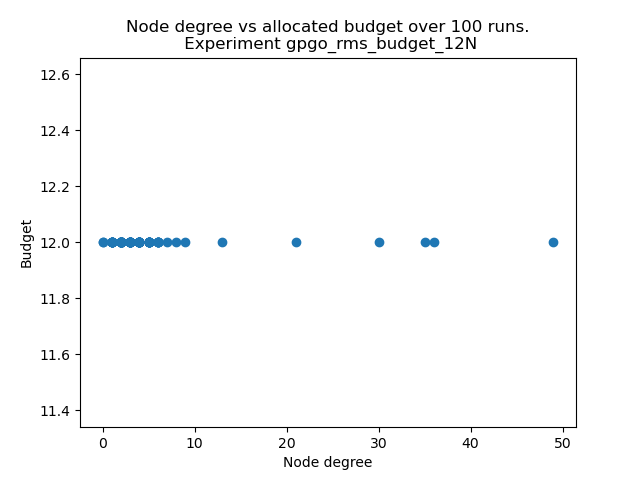 Node degree vs allocated budget over 100 runs.
Experiment gpgo_rms_budget_12N
12.6
12.4
12.2
12.0
11.8
11.6
11.4
Budget
0 10 20 30 40 50
Node degree